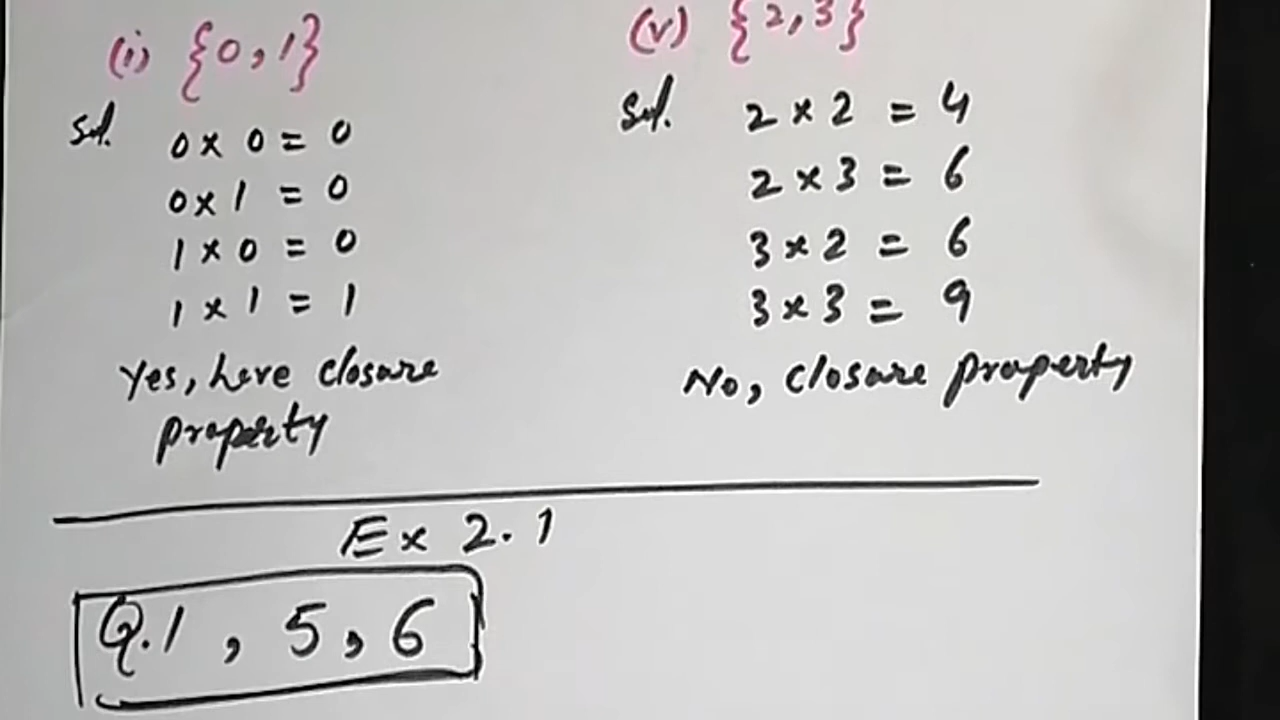 (i) {0,1}
Sol.
0 × 0 = 0
0 × 1 = 0
1 × 0 = 0
1 × 1 = 1
Yes, have closure
property
(v) {2,3}
Sol.
2 × 2 = 4
2 × 3 = 6
3 × 2 = 6
3 × 3 = 9
No, closure property
Ex 2.1
Q.1 , 5, 6